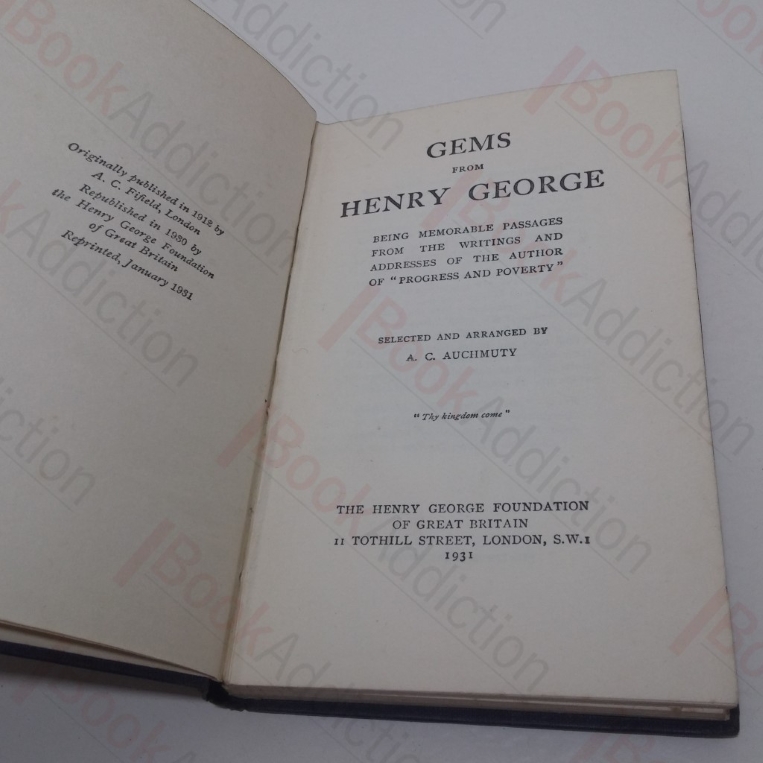 Originally published in 1912 by
A. C. Fifield, London
Republished in 1930 by
the Henry George Foundation
of Great Britain
Reprinted, January 1931
GEMS
FROM
HENRY GEORGE
BEING MEMORABLE PASSAGES
FROM THE WRITINGS AND
ADDRESSES OF THE AUTHOR
OF "PROGRESS AND POVERTY"
SELECTED AND ARRANGED BY
A. C. AUCHMUTY
"Thy kingdom come"
THE HENRY GEORGE FOUNDATION
OF GREAT BRITAIN
11 TOTHILL STREET, LONDON, S.W.1
1931
BookAddiction